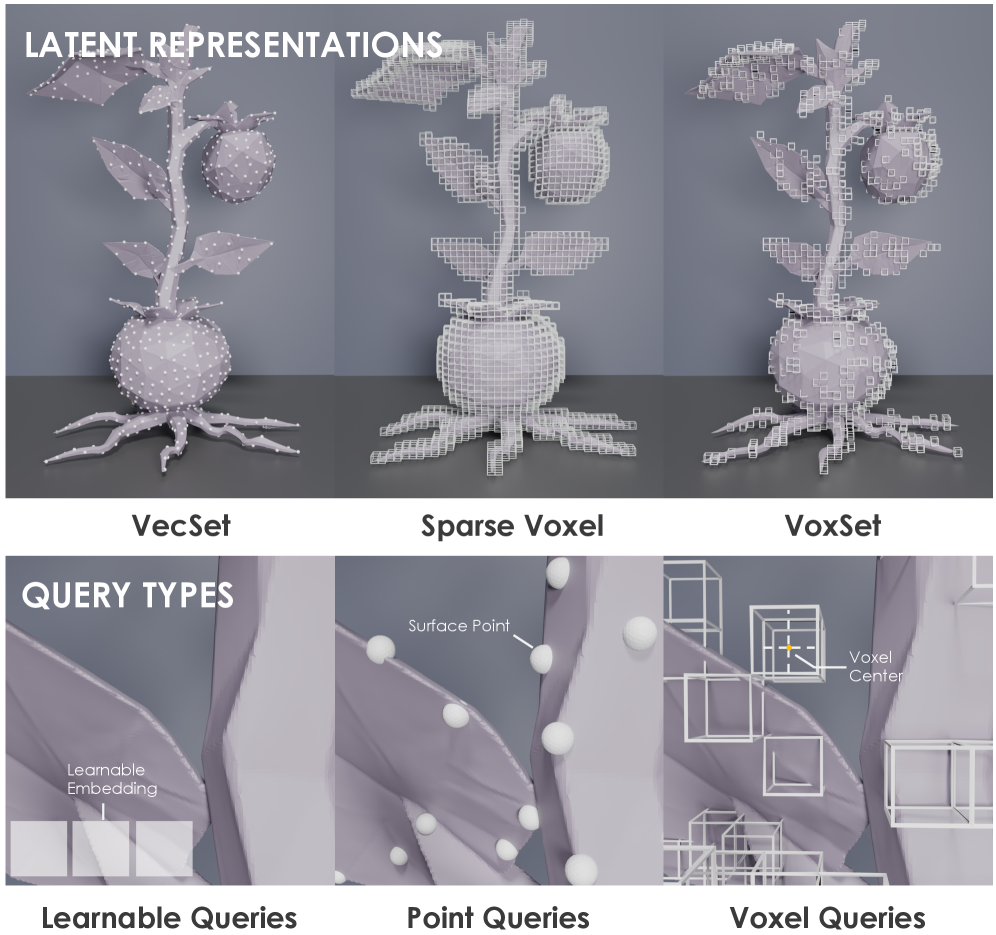 LATENT REPRESENTATIONS
VecSet
Sparse Voxel
VoxSet
QUERY TYPES
Surface Point
Voxel
Center
Learnable
Embedding
Learnable Queries
Point Queries
Voxel Queries